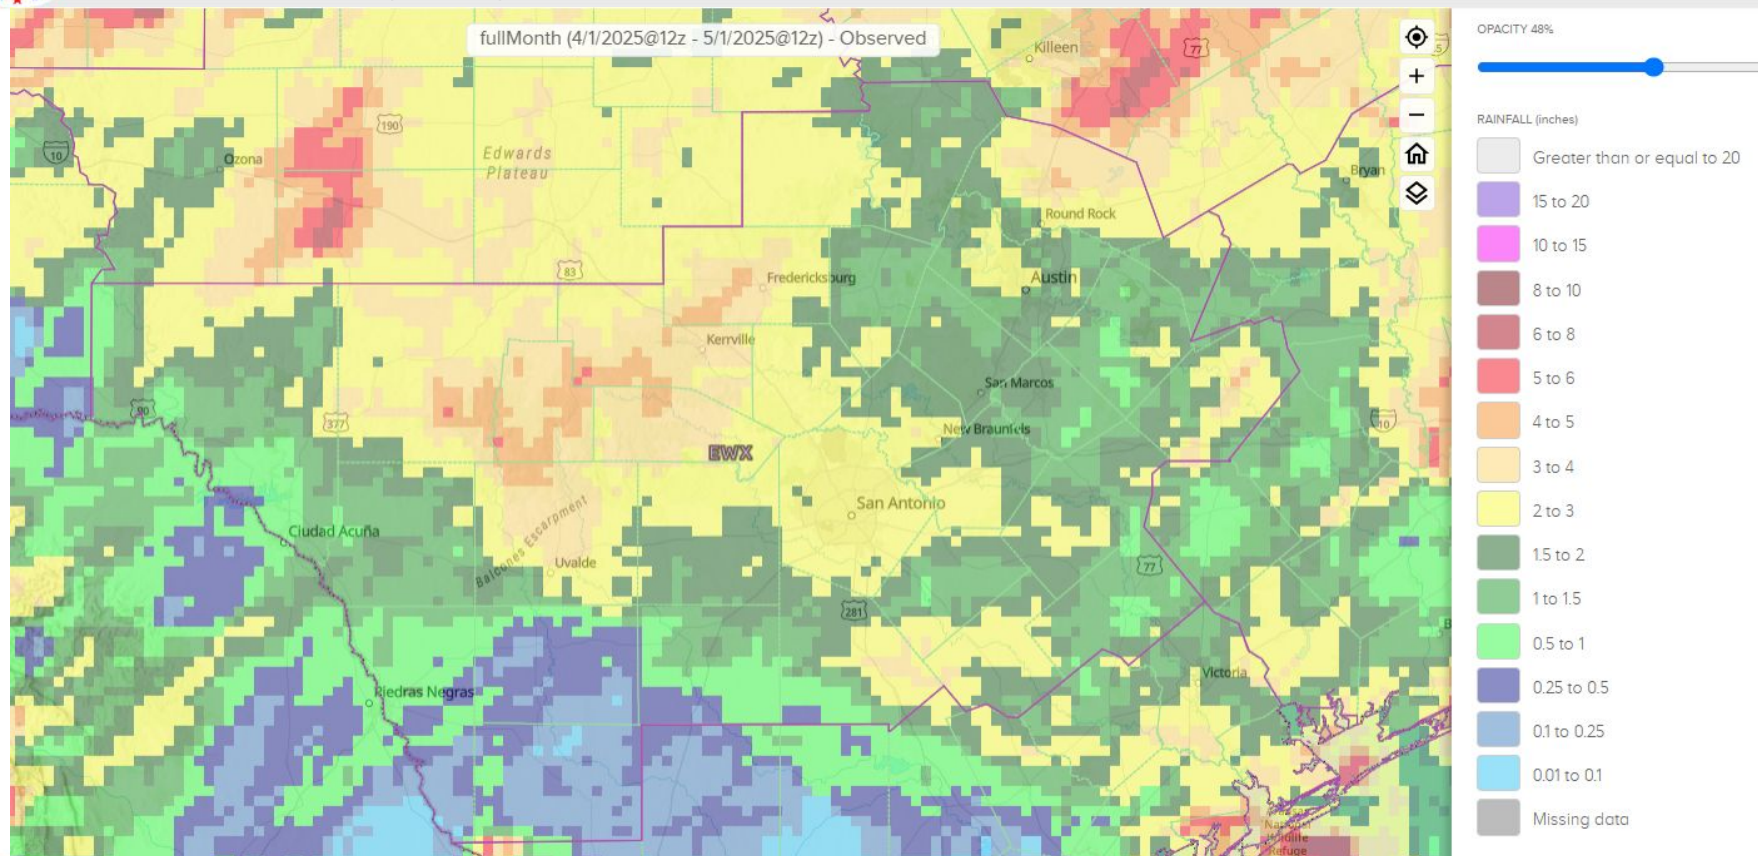 fullMonth (4/1/2025@12z - 5/1/2025@12z) - Observed
Killeen
77
190
10
Ozona
Edwards
Plateau
Bryan
Round Rock
83
Fredericksburg
Austin
Kerrville
San Marcos
90
377
New Braunfels
10
EWX
San Antonio
Ciudad Acuña
Balcones Escarpment
Uvalde
77
281
Victoria
Piedras Negras
Refuge
+
−
OPACITY 48%
RAINFALL (inches)
Greater than or equal to 20
15 to 20
10 to 15
8 to 10
6 to 8
5 to 6
4 to 5
3 to 4
2 to 3
1.5 to 2
1 to 1.5
0.5 to 1
0.25 to 0.5
0.1 to 0.25
0.01 to 0.1
Missing data